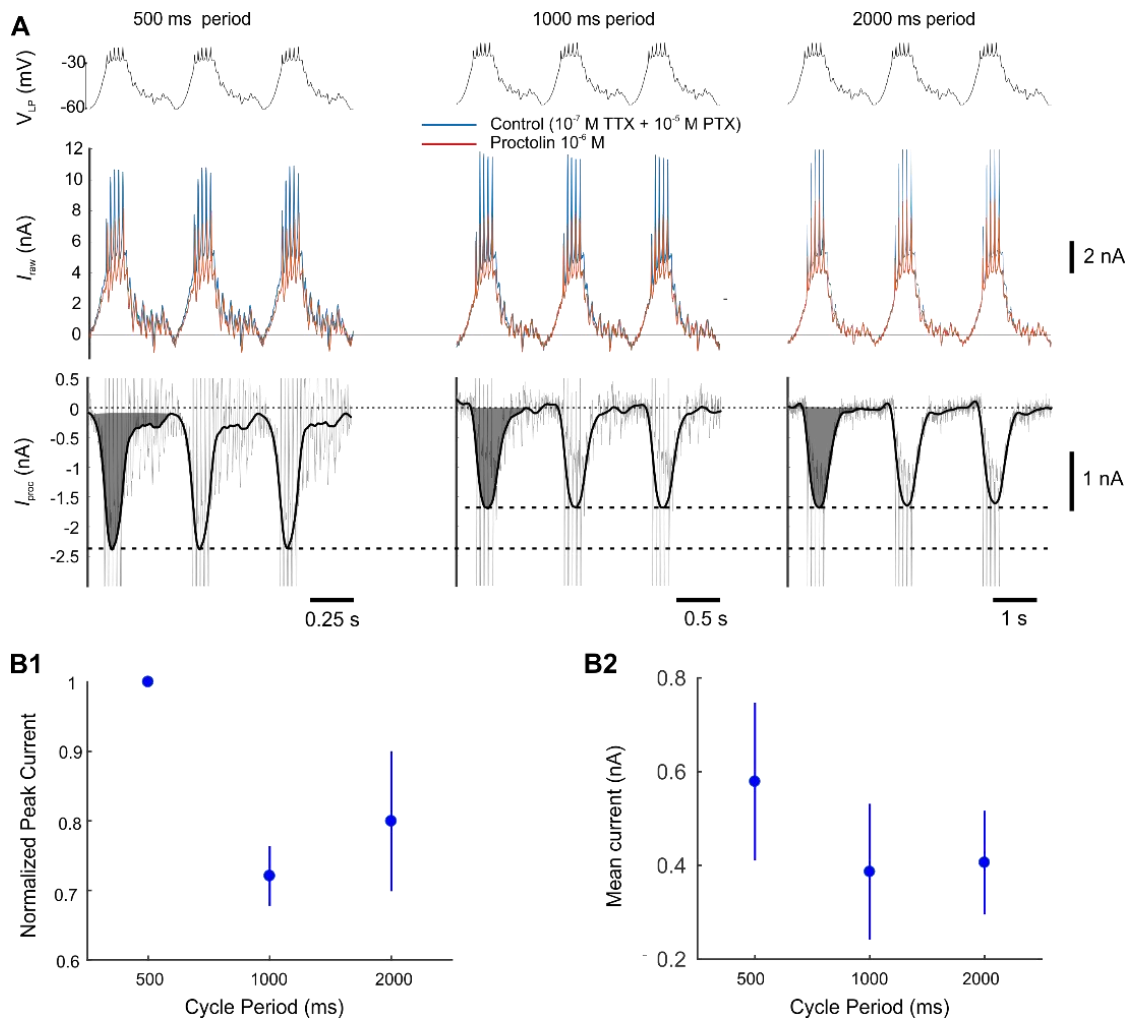 A
500 ms period
1000 ms period
2000 ms period
V_LP (mV)
-30
-60
Control (10⁻⁷ M TTX + 10⁻⁵ M PTX)
Proctolin 10⁻⁶ M
I_raw (nA)
12
10
8
6
4
2
0
2 nA
I_proc (nA)
0.5
0
-0.5
-1
-1.5
-2
-2.5
1 nA
0.25 s
0.5 s
1 s
B1
Normalized Peak Current
1
0.9
0.8
0.7
0.6
500
1000
2000
Cycle Period (ms)
B2
Mean current (nA)
0.8
0.6
0.4
0.2
500
1000
2000
Cycle Period (ms)